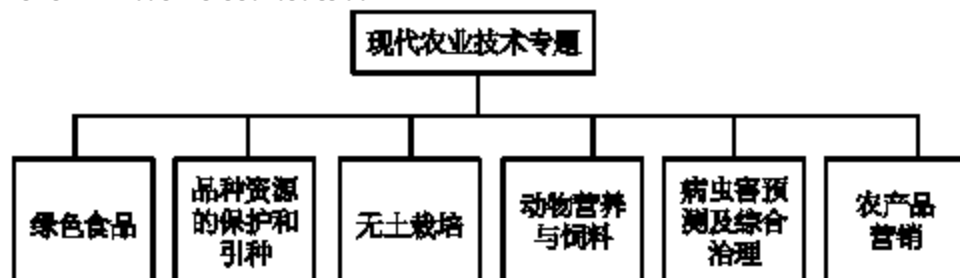 现代农业技术专题
绿色食品
品种资源
的保护和
引种
无土栽培
动物营养
与饲料
病虫害预
测及综合
治理
农产品
营销